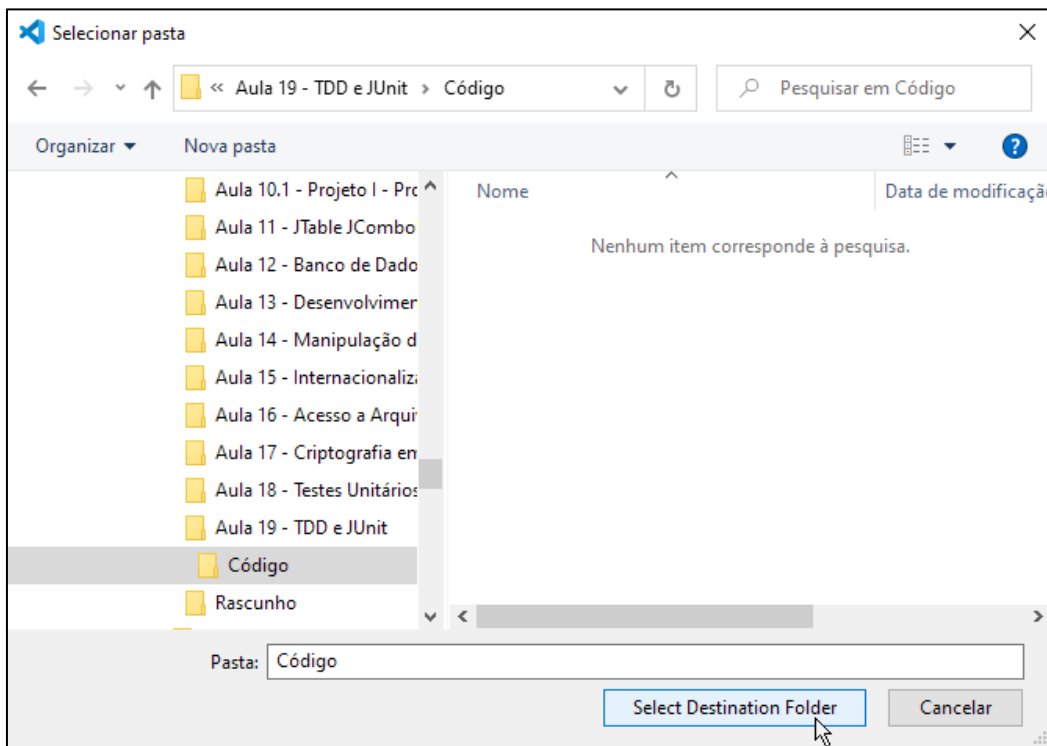 Selecionar pasta
« Aula 19 - TDD e JUnit › Código
Pesquisar em Código
Organizar
Nova pasta
?
Nome
Data de modificaçã
Aula 10.1 - Projeto I - Pro
Aula 11 - JTable JCombo
Aula 12 - Banco de Dado
Aula 13 - Desenvolvimen
Aula 14 - Manipulação d
Aula 15 - Internacionaliza
Aula 16 - Acesso a Arqui
Aula 17 - Criptografia em
Aula 18 - Testes Unitários
Aula 19 - TDD e JUnit
Código
Rascunho
Nenhum item corresponde à pesquisa.
Pasta:
Código
Select Destination Folder
Cancelar